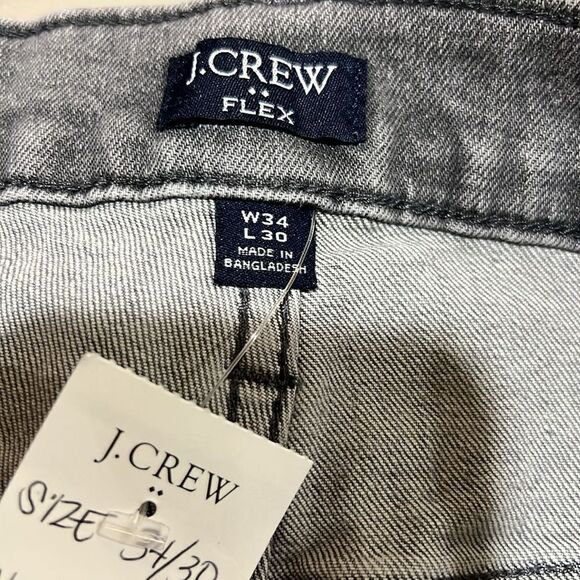 J.CREW
FLEX
W34
L 30
MADE IN
BANGLADESH
J.CREW
SIZE 34/30